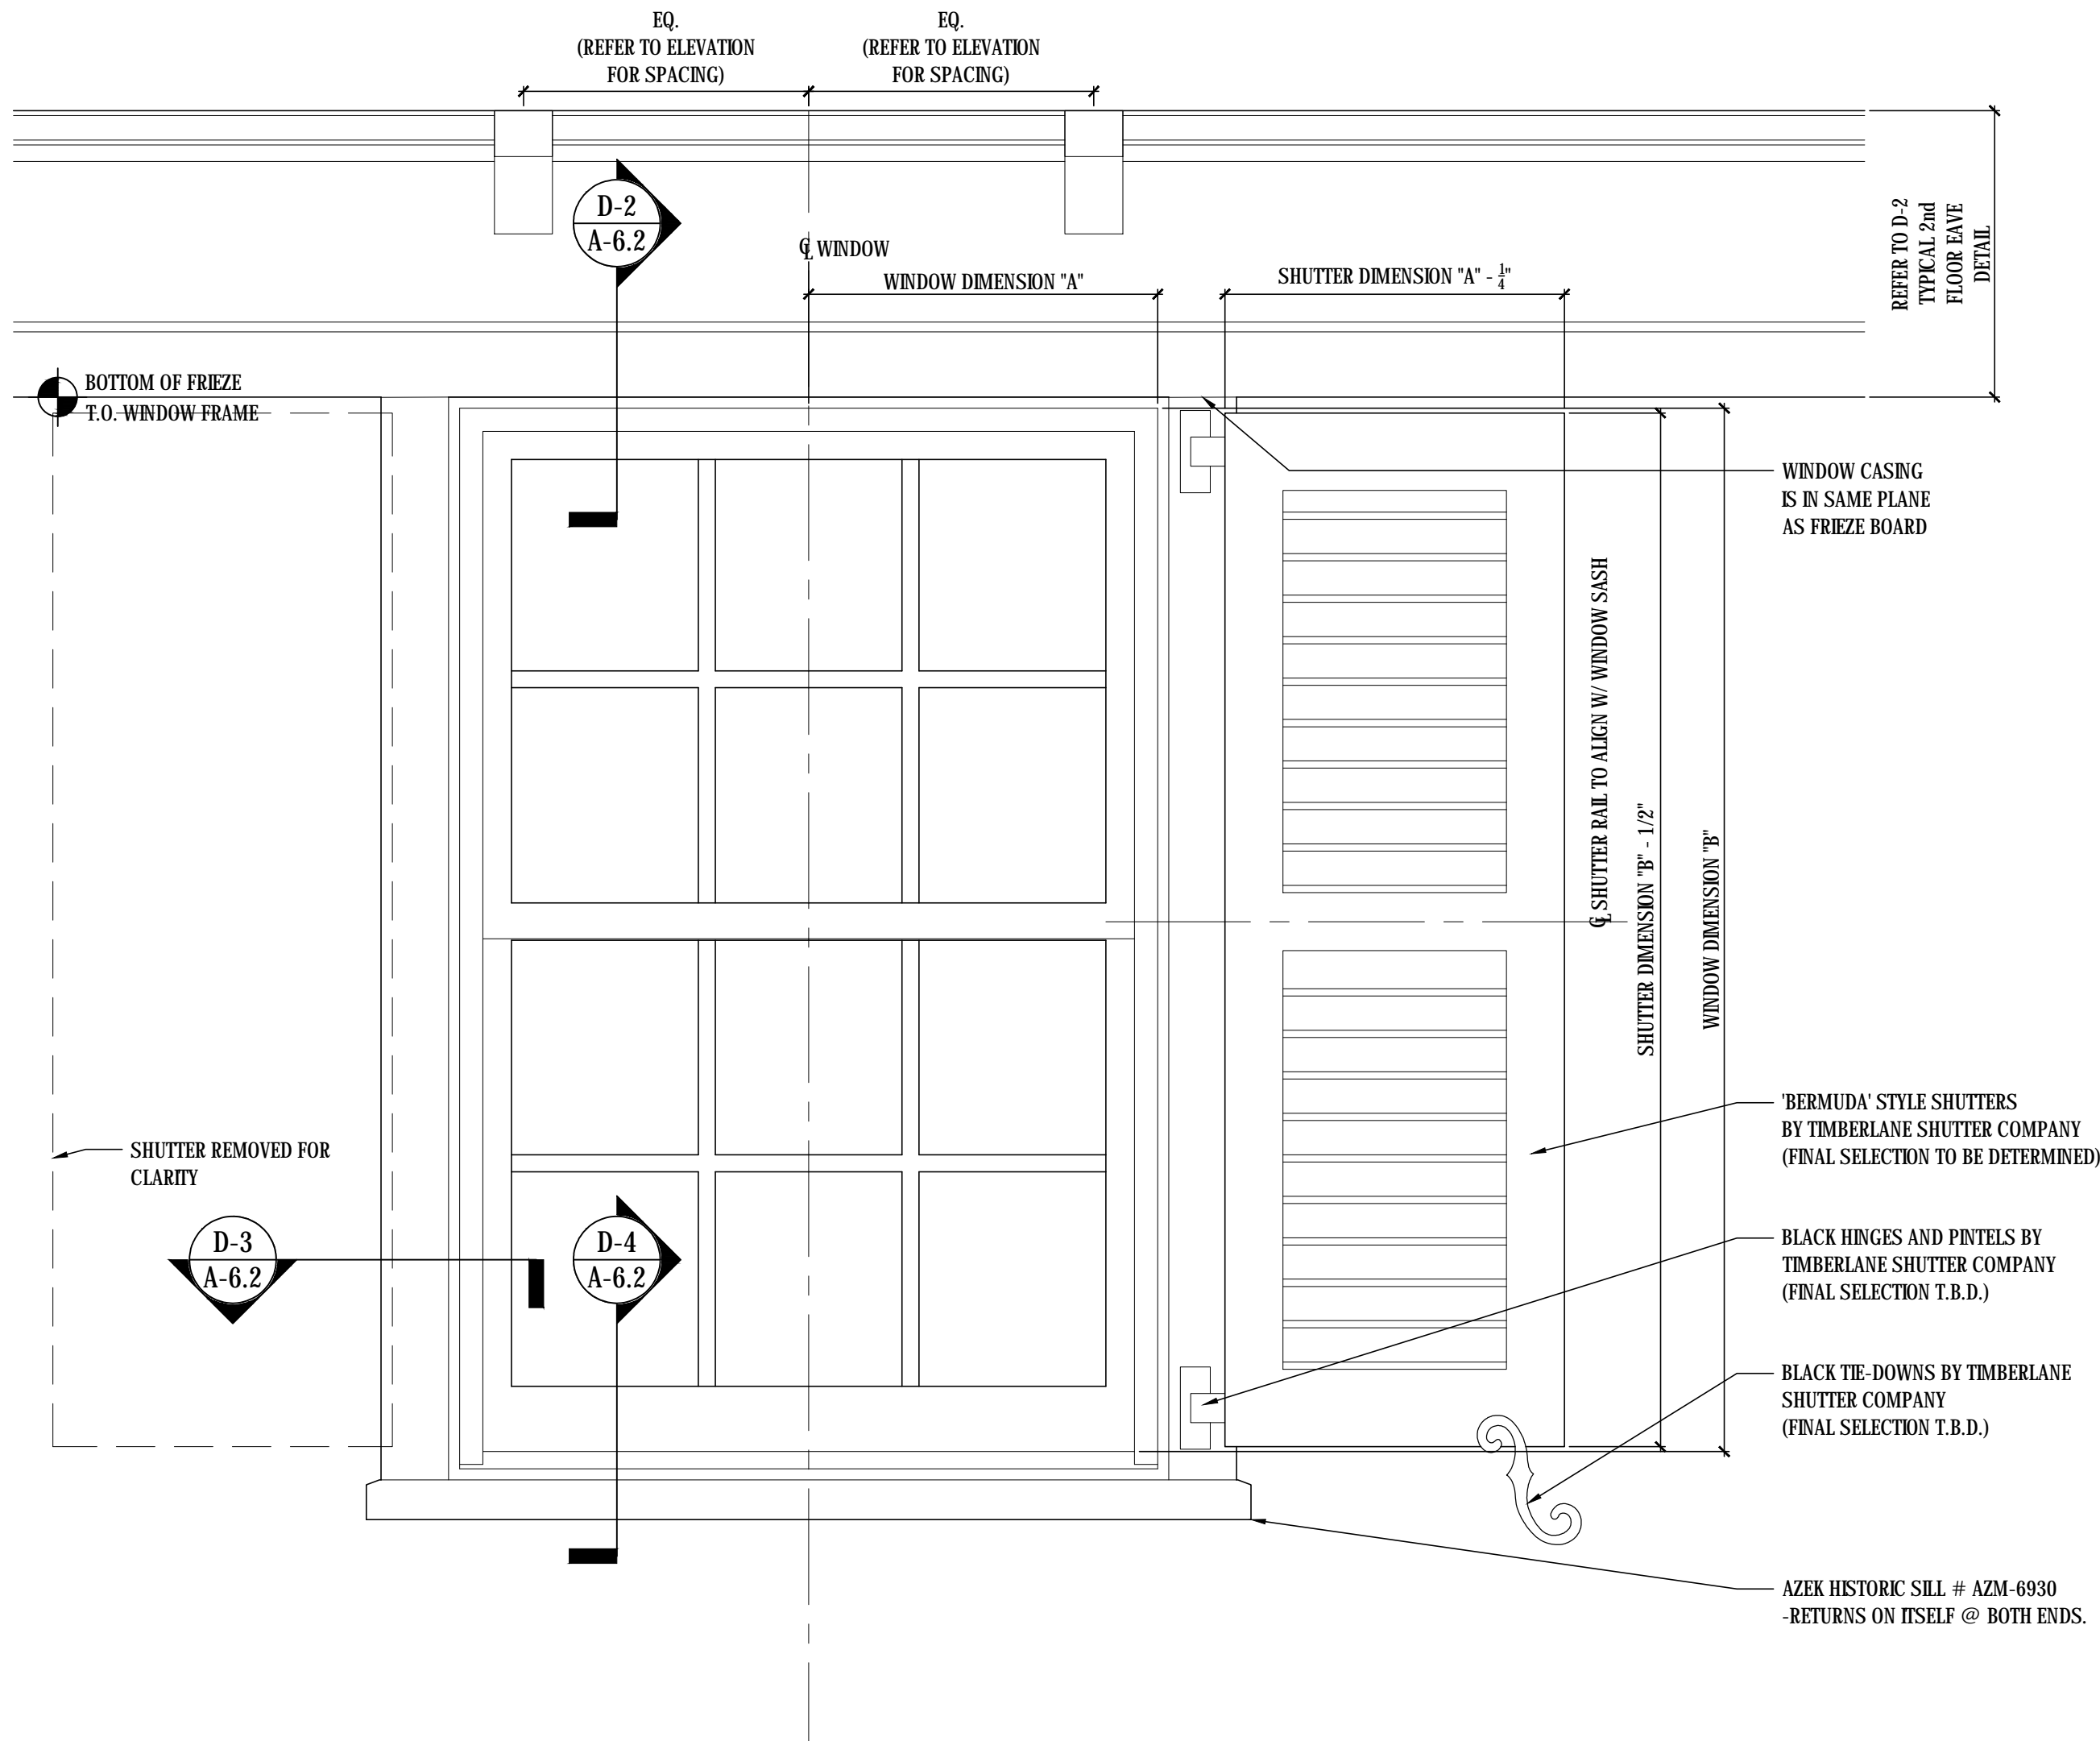 EQ.
(REFER TO ELEVATION
FOR SPACING)
EQ.
(REFER TO ELEVATION
FOR SPACING)
D-2
A-6.2
℄ WINDOW
WINDOW DIMENSION "A"
SHUTTER DIMENSION "A" - 1/4"
REFER TO D-2
TYPICAL 2nd
FLOOR EAVE
DETAIL
BOTTOM OF FRIEZE
T.O. WINDOW FRAME
WINDOW CASING
IS IN SAME PLANE
AS FRIEZE BOARD
℄ SHUTTER RAIL TO ALIGN W/ WINDOW SASH
SHUTTER DIMENSION "B" - 1/2"
WINDOW DIMENSION "B"
'BERMUDA' STYLE SHUTTERS
BY TIMBERLANE SHUTTER COMPANY
(FINAL SELECTION TO BE DETERMINED)
SHUTTER REMOVED FOR
CLARITY
D-3
A-6.2
D-4
A-6.2
BLACK HINGES AND PINTELS BY
TIMBERLANE SHUTTER COMPANY
(FINAL SELECTION T.B.D.)
BLACK TIE-DOWNS BY TIMBERLANE
SHUTTER COMPANY
(FINAL SELECTION T.B.D.)
AZEK HISTORIC SILL # AZM-6930
-RETURNS ON ITSELF @ BOTH ENDS.